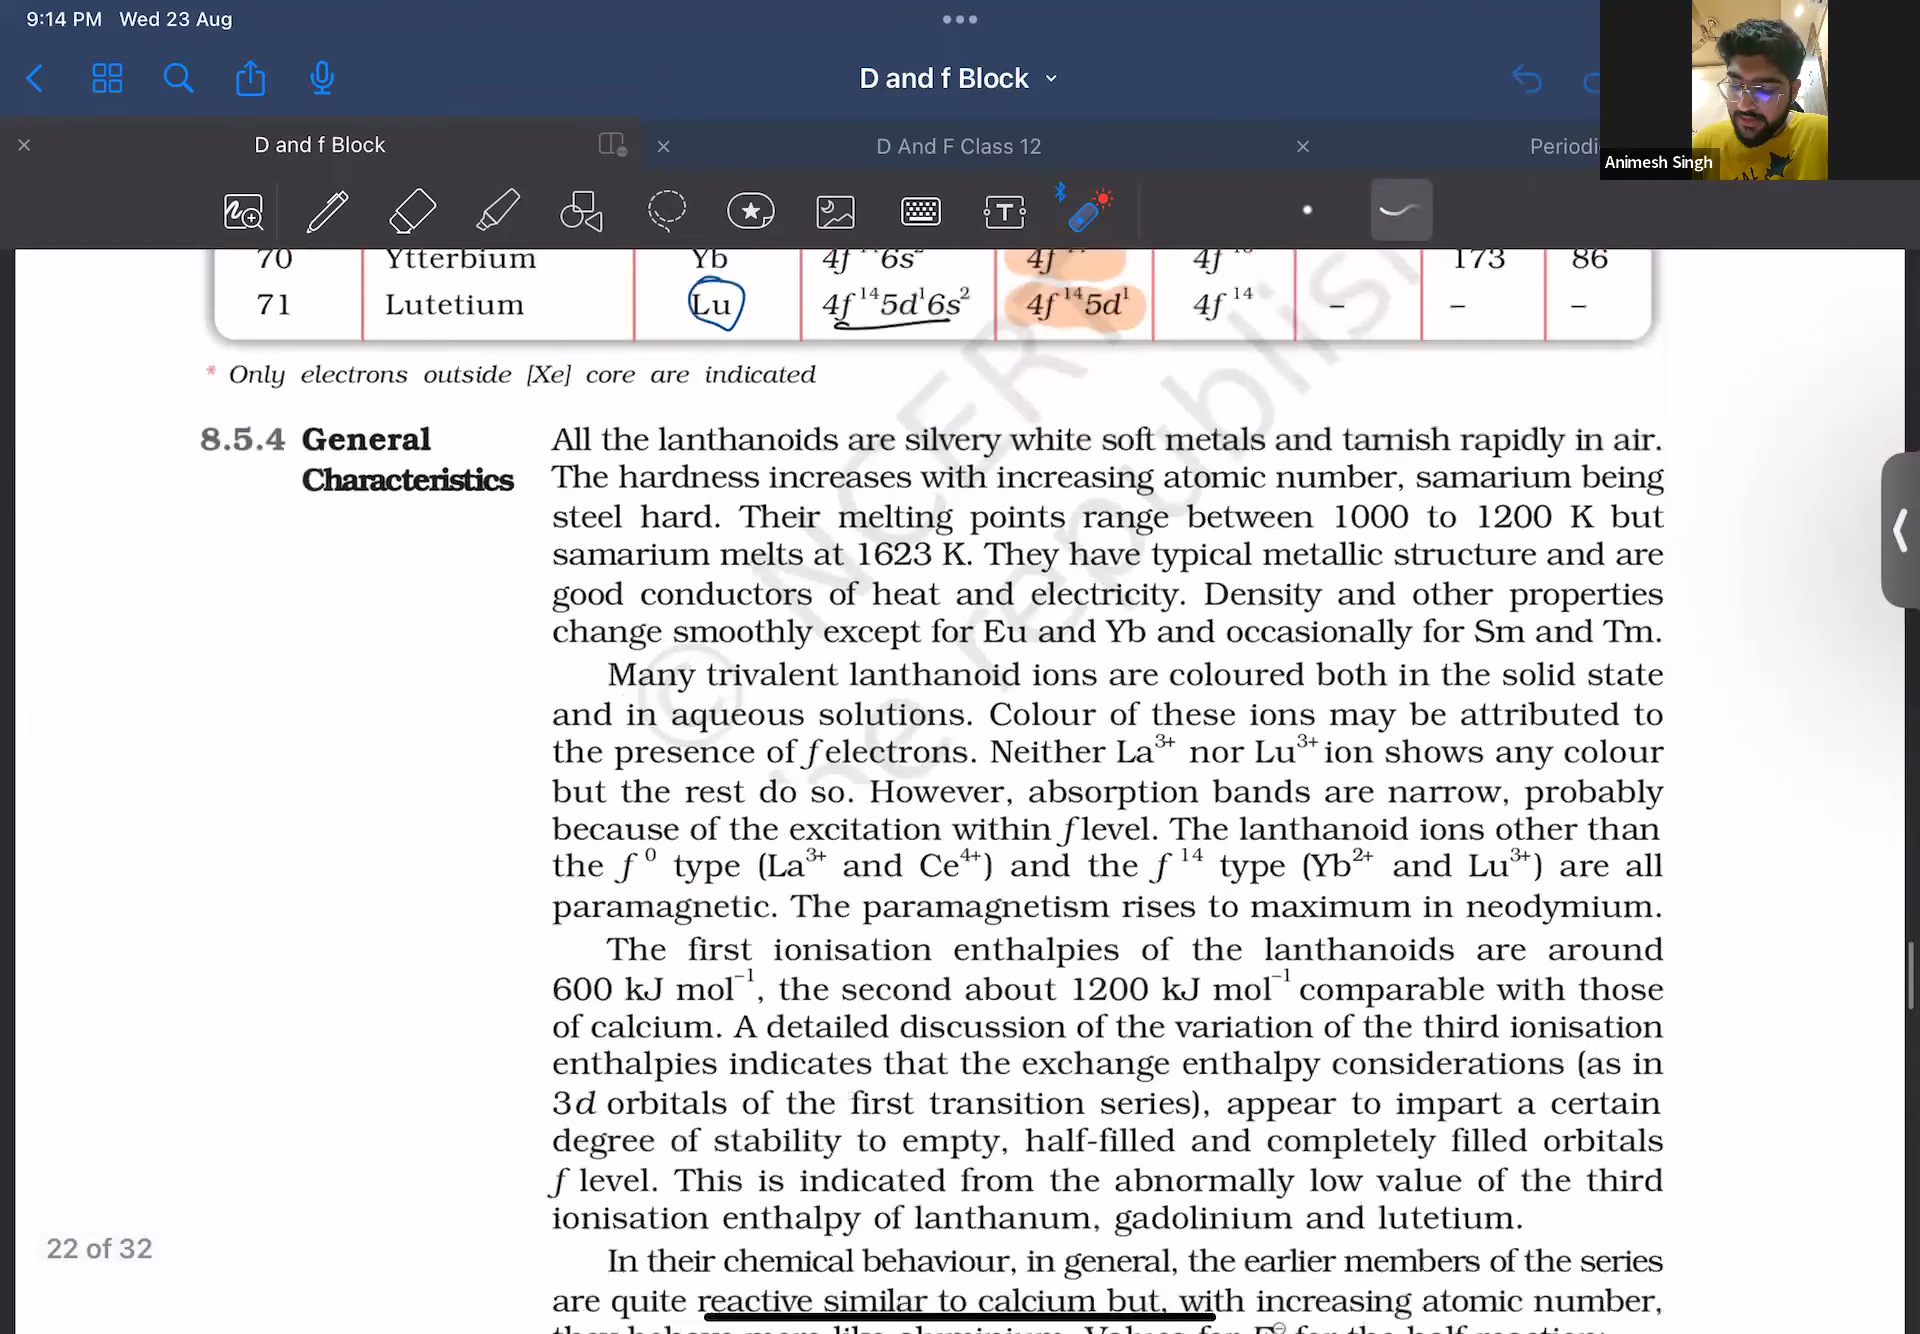 9:14 PM Wed 23 Aug
D and f Block
Animesh Singh
D and f Block
D And F Class 12
Periodi
70 Ytterbium Yb 4f 6s² 4f 4f 173 86
71 Lutetium Lu 4f¹⁴5d¹6s² 4f¹⁴5d¹ 4f¹⁴ – – –
* Only electrons outside [Xe] core are indicated
8.5.4 General Characteristics
All the lanthanoids are silvery white soft metals and tarnish rapidly in air.
The hardness increases with increasing atomic number, samarium being
steel hard. Their melting points range between 1000 to 1200 K but
samarium melts at 1623 K. They have typical metallic structure and are
good conductors of heat and electricity. Density and other properties
change smoothly except for Eu and Yb and occasionally for Sm and Tm.
Many trivalent lanthanoid ions are coloured both in the solid state
and in aqueous solutions. Colour of these ions may be attributed to
the presence of f electrons. Neither La³⁺ nor Lu³⁺ ion shows any colour
but the rest do so. However, absorption bands are narrow, probably
because of the excitation within f level. The lanthanoid ions other than
the f⁰ type (La³⁺ and Ce⁴⁺) and the f¹⁴ type (Yb²⁺ and Lu³⁺) are all
paramagnetic. The paramagnetism rises to maximum in neodymium.
The first ionisation enthalpies of the lanthanoids are around
600 kJ mol⁻¹, the second about 1200 kJ mol⁻¹ comparable with those
of calcium. A detailed discussion of the variation of the third ionisation
enthalpies indicates that the exchange enthalpy considerations (as in
3d orbitals of the first transition series), appear to impart a certain
degree of stability to empty, half-filled and completely filled orbitals
f level. This is indicated from the abnormally low value of the third
ionisation enthalpy of lanthanum, gadolinium and lutetium.
In their chemical behaviour, in general, the earlier members of the series
are quite reactive similar to calcium but, with increasing atomic number,
© NCERT
be republis
22 of 32